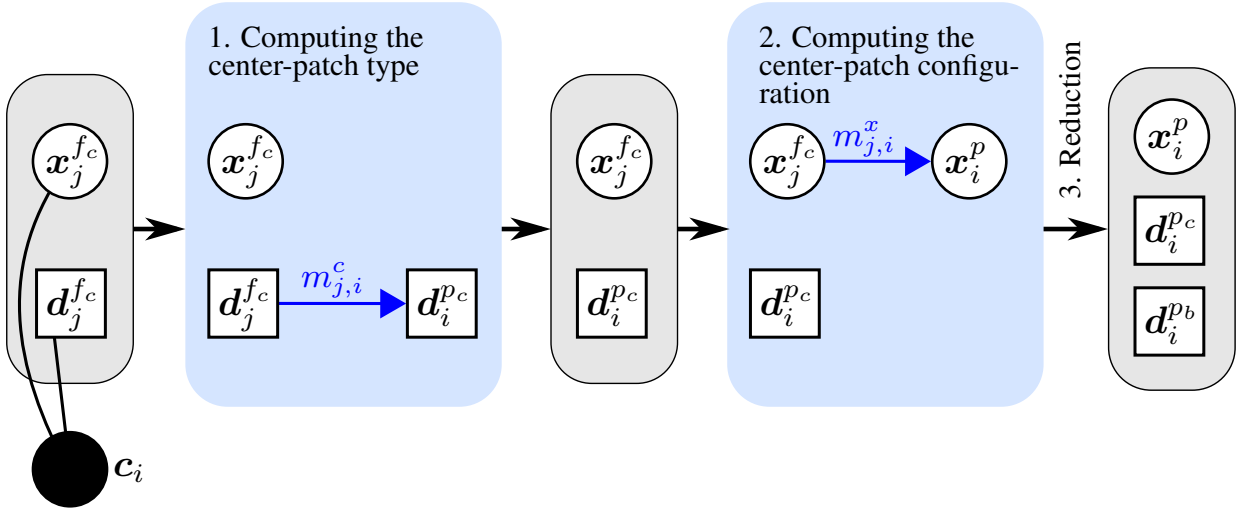 1. Computing the
center-patch type
2. Computing the
center-patch configu-
ration
3. Reduction
$x_j^{f_c}$
$d_j^{f_c}$
$c_i$
$x_j^{f_c}$
$d_j^{f_c}$
$m_{j,i}^c$
$d_i^{p_c}$
$x_j^{f_c}$
$d_i^{p_c}$
$x_j^{f_c}$
$m_{j,i}^x$
$x_i^p$
$d_i^{p_c}$
$x_i^p$
$d_i^{p_c}$
$d_i^{p_b}$